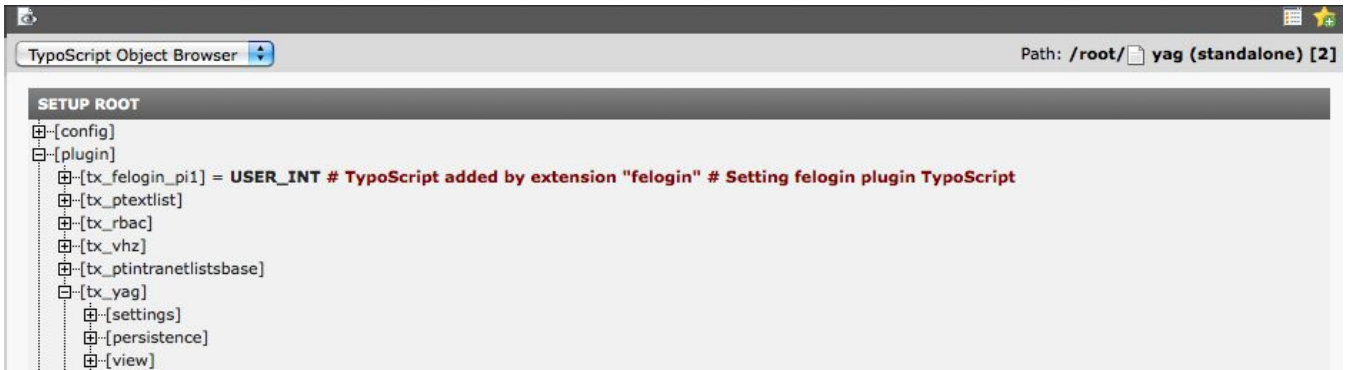 TypoScript Object Browser
Path: /root/ yag (standalone) [2]
SETUP ROOT
[config]
[plugin]
[tx_felogin_pi1] = USER_INT # TypoScript added by extension "felogin" # Setting felogin plugin TypoScript
[tx_ptextlist]
[tx_rbac]
[tx_vhz]
[tx_ptintranetlistsbase]
[tx_yag]
[settings]
[persistence]
[view]